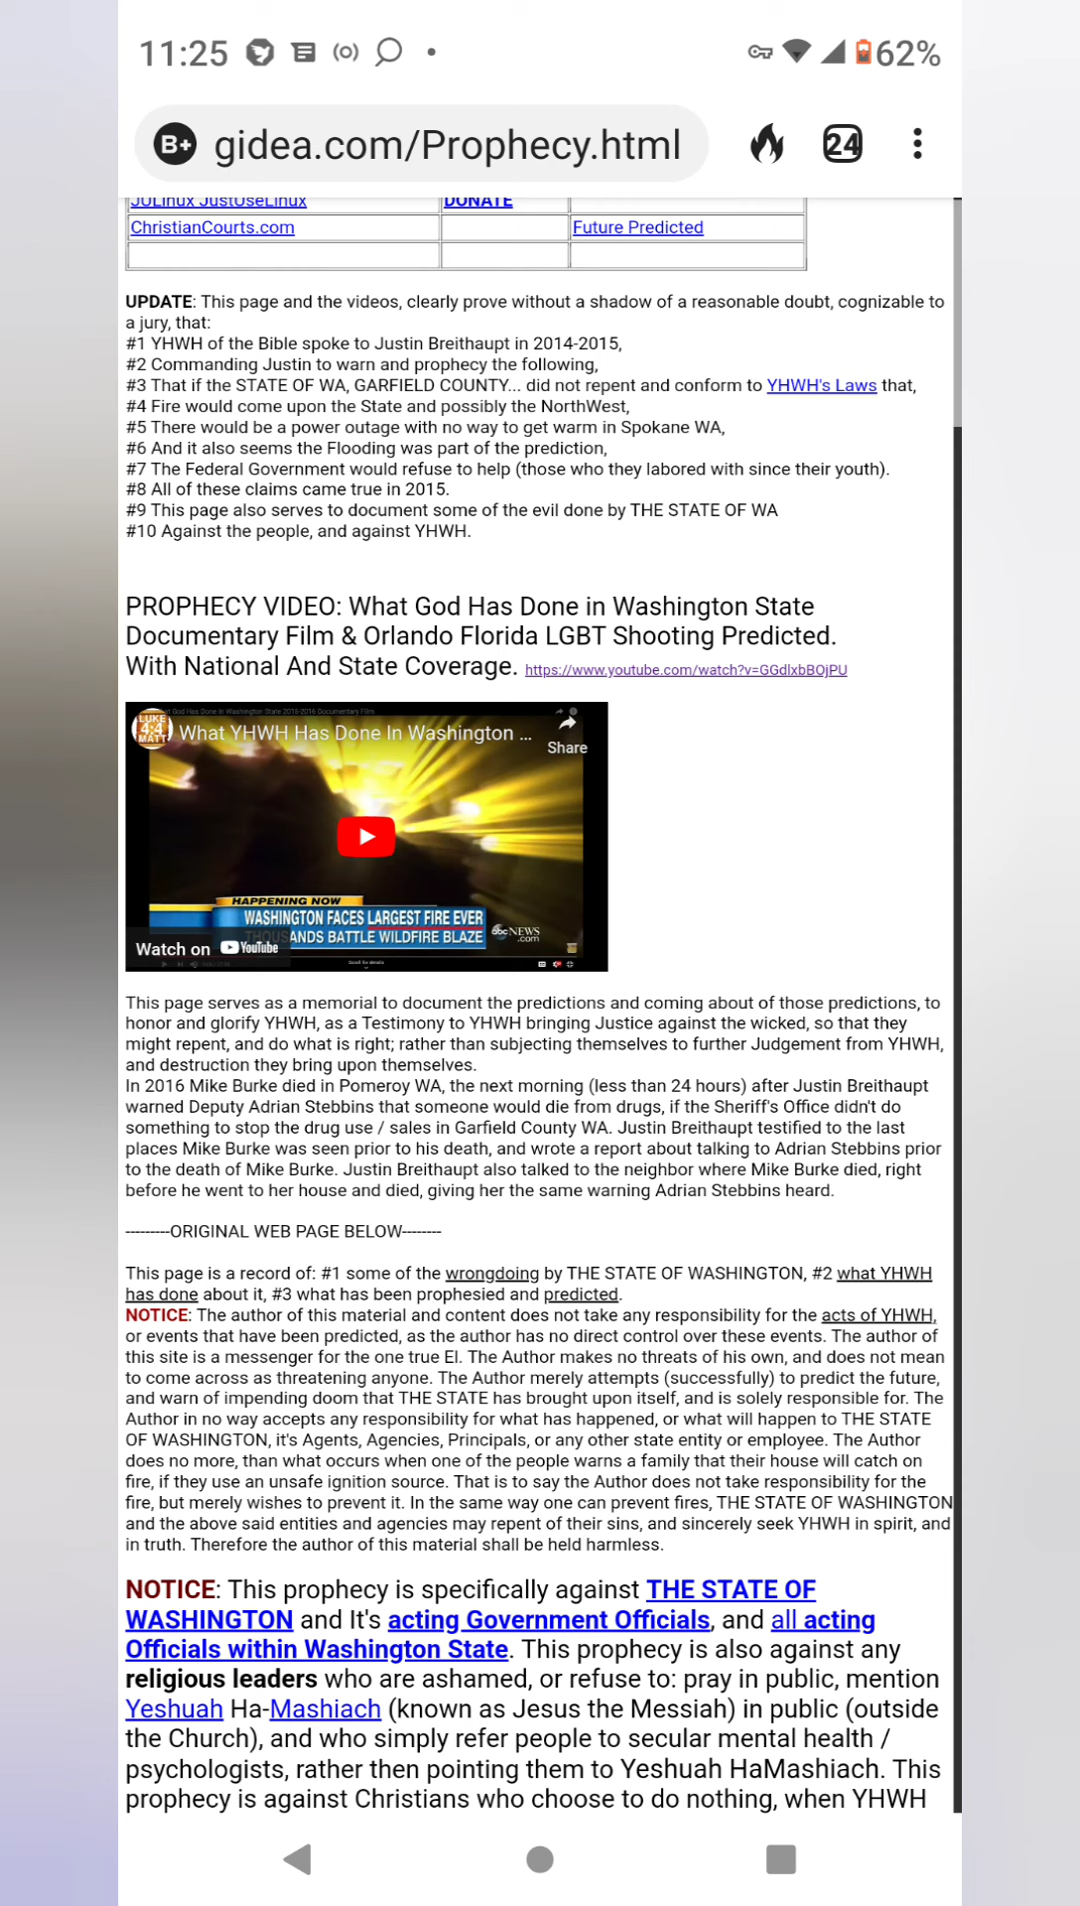 11:25
62%
B+ gidea.com/Prophecy.html
24
JULinux JustUseLinux DONATE
ChristianCourts.com Future Predicted
UPDATE: This page and the videos, clearly prove without a shadow of a reasonable doubt, cognizable to
a jury, that:
#1 YHWH of the Bible spoke to Justin Breithaupt in 2014-2015,
#2 Commanding Justin to warn and prophecy the following,
#3 That if the STATE OF WA, GARFIELD COUNTY... did not repent and conform to YHWH's Laws that,
#4 Fire would come upon the State and possibly the NorthWest,
#5 There would be a power outage with no way to get warm in Spokane WA,
#6 And it also seems the Flooding was part of the prediction,
#7 The Federal Government would refuse to help (those who they labored with since their youth).
#8 All of these claims came true in 2015.
#9 This page also serves to document some of the evil done by THE STATE OF WA
#10 Against the people, and against YHWH.
PROPHECY VIDEO: What God Has Done in Washington State
Documentary Film & Orlando Florida LGBT Shooting Predicted.
With National And State Coverage. https://www.youtube.com/watch?v=GGdlxbBOjPU
God Has Done In Washington State 2015-2016 Documentary Film
LUKE
4:4
MATT
What YHWH Has Done In Washington ...
Share
HAPPENING NOW
WASHINGTON FACES LARGEST FIRE EVER
THOUSANDS BATTLE WILDFIRE BLAZE
abcNEWS
.com
Watch on YouTube
Scroll for details
This page serves as a memorial to document the predictions and coming about of those predictions, to
honor and glorify YHWH, as a Testimony to YHWH bringing Justice against the wicked, so that they
might repent, and do what is right; rather than subjecting themselves to further Judgement from YHWH,
and destruction they bring upon themselves.
In 2016 Mike Burke died in Pomeroy WA, the next morning (less than 24 hours) after Justin Breithaupt
warned Deputy Adrian Stebbins that someone would die from drugs, if the Sheriff's Office didn't do
something to stop the drug use / sales in Garfield County WA. Justin Breithaupt testified to the last
places Mike Burke was seen prior to his death, and wrote a report about talking to Adrian Stebbins prior
to the death of Mike Burke. Justin Breithaupt also talked to the neighbor where Mike Burke died, right
before he went to her house and died, giving her the same warning Adrian Stebbins heard.
---------ORIGINAL WEB PAGE BELOW--------
This page is a record of: #1 some of the wrongdoing by THE STATE OF WASHINGTON, #2 what YHWH
has done about it, #3 what has been prophesied and predicted.
NOTICE: The author of this material and content does not take any responsibility for the acts of YHWH,
or events that have been predicted, as the author has no direct control over these events. The author of
this site is a messenger for the one true El. The Author makes no threats of his own, and does not mean
to come across as threatening anyone. The Author merely attempts (successfully) to predict the future,
and warn of impending doom that THE STATE has brought upon itself, and is solely responsible for. The
Author in no way accepts any responsibility for what has happened, or what will happen to THE STATE
OF WASHINGTON, it's Agents, Agencies, Principals, or any other state entity or employee. The Author
does no more, than what occurs when one of the people warns a family that their house will catch on
fire, if they use an unsafe ignition source. That is to say the Author does not take responsibility for the
fire, but merely wishes to prevent it. In the same way one can prevent fires, THE STATE OF WASHINGTON
and the above said entities and agencies may repent of their sins, and sincerely seek YHWH in spirit, and
in truth. Therefore the author of this material shall be held harmless.
NOTICE: This prophecy is specifically against THE STATE OF
WASHINGTON and It's acting Government Officials, and all acting
Officials within Washington State. This prophecy is also against any
religious leaders who are ashamed, or refuse to: pray in public, mention
Yeshuah Ha-Mashiach (known as Jesus the Messiah) in public (outside
the Church), and who simply refer people to secular mental health /
psychologists, rather then pointing them to Yeshuah HaMashiach. This
prophecy is against Christians who choose to do nothing, when YHWH